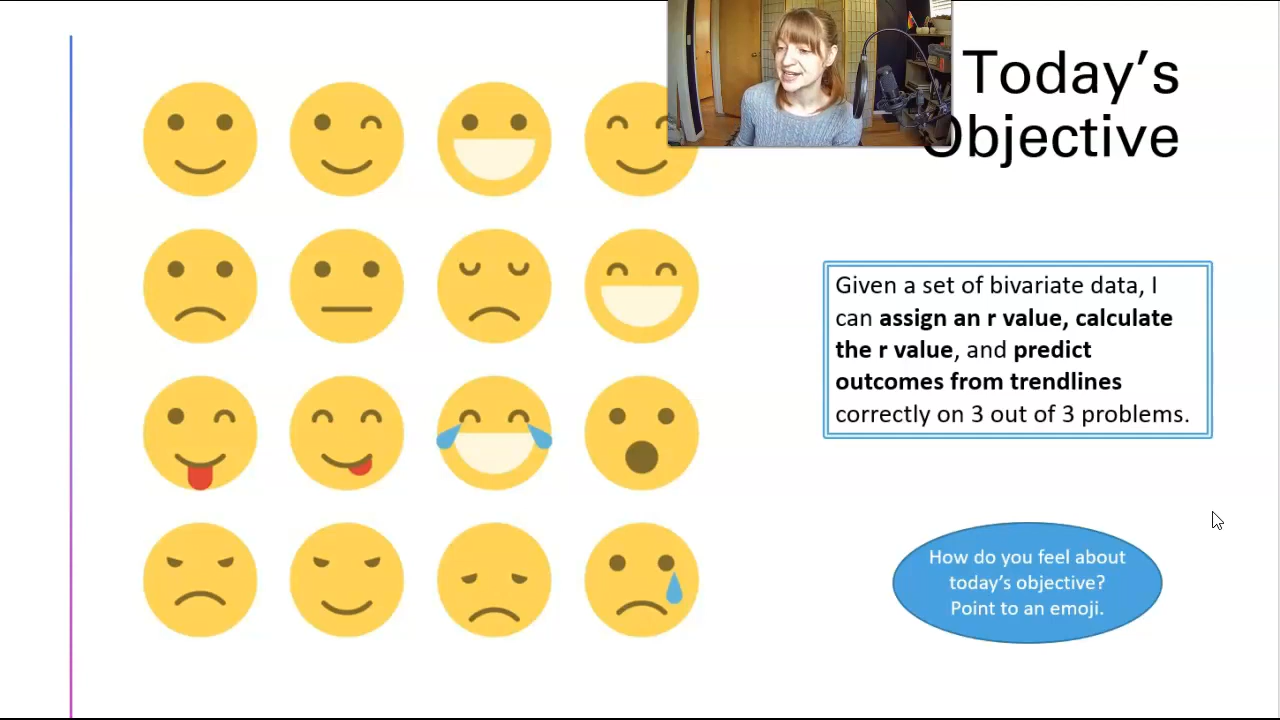 Today's
Objective
Given a set of bivariate data, I
can assign an r value, calculate
the r value, and predict
outcomes from trendlines
correctly on 3 out of 3 problems.
How do you feel about
today's objective?
Point to an emoji.